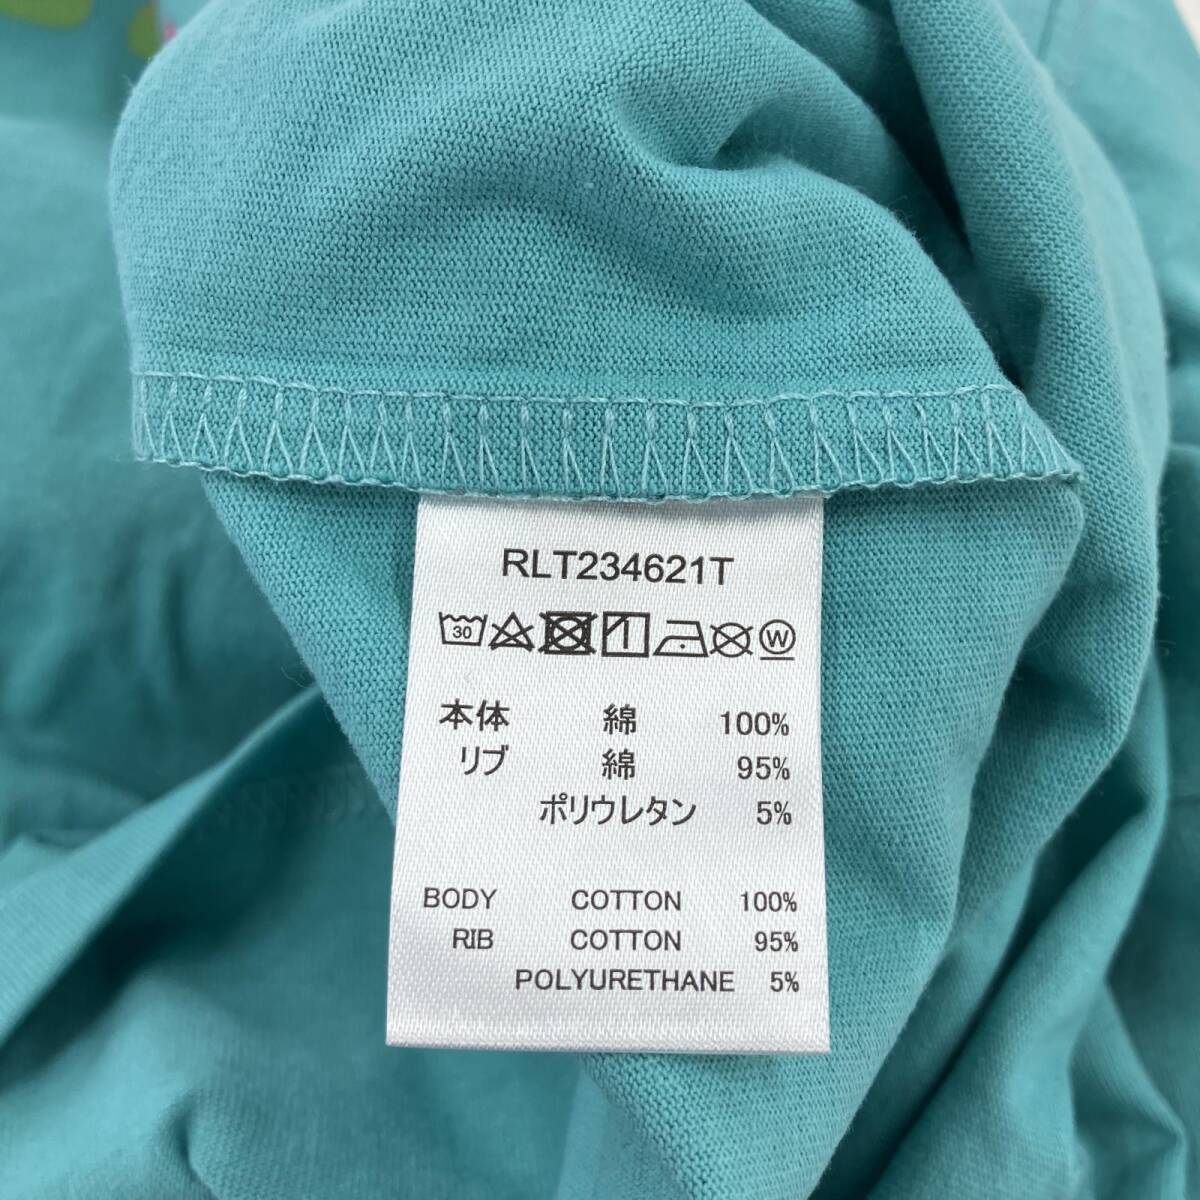 RLT234621T
30 W
本体 綿 100%
リブ 綿 95%
ポリウレタン 5%
BODY COTTON 100%
RIB COTTON 95%
POLYURETHANE 5%